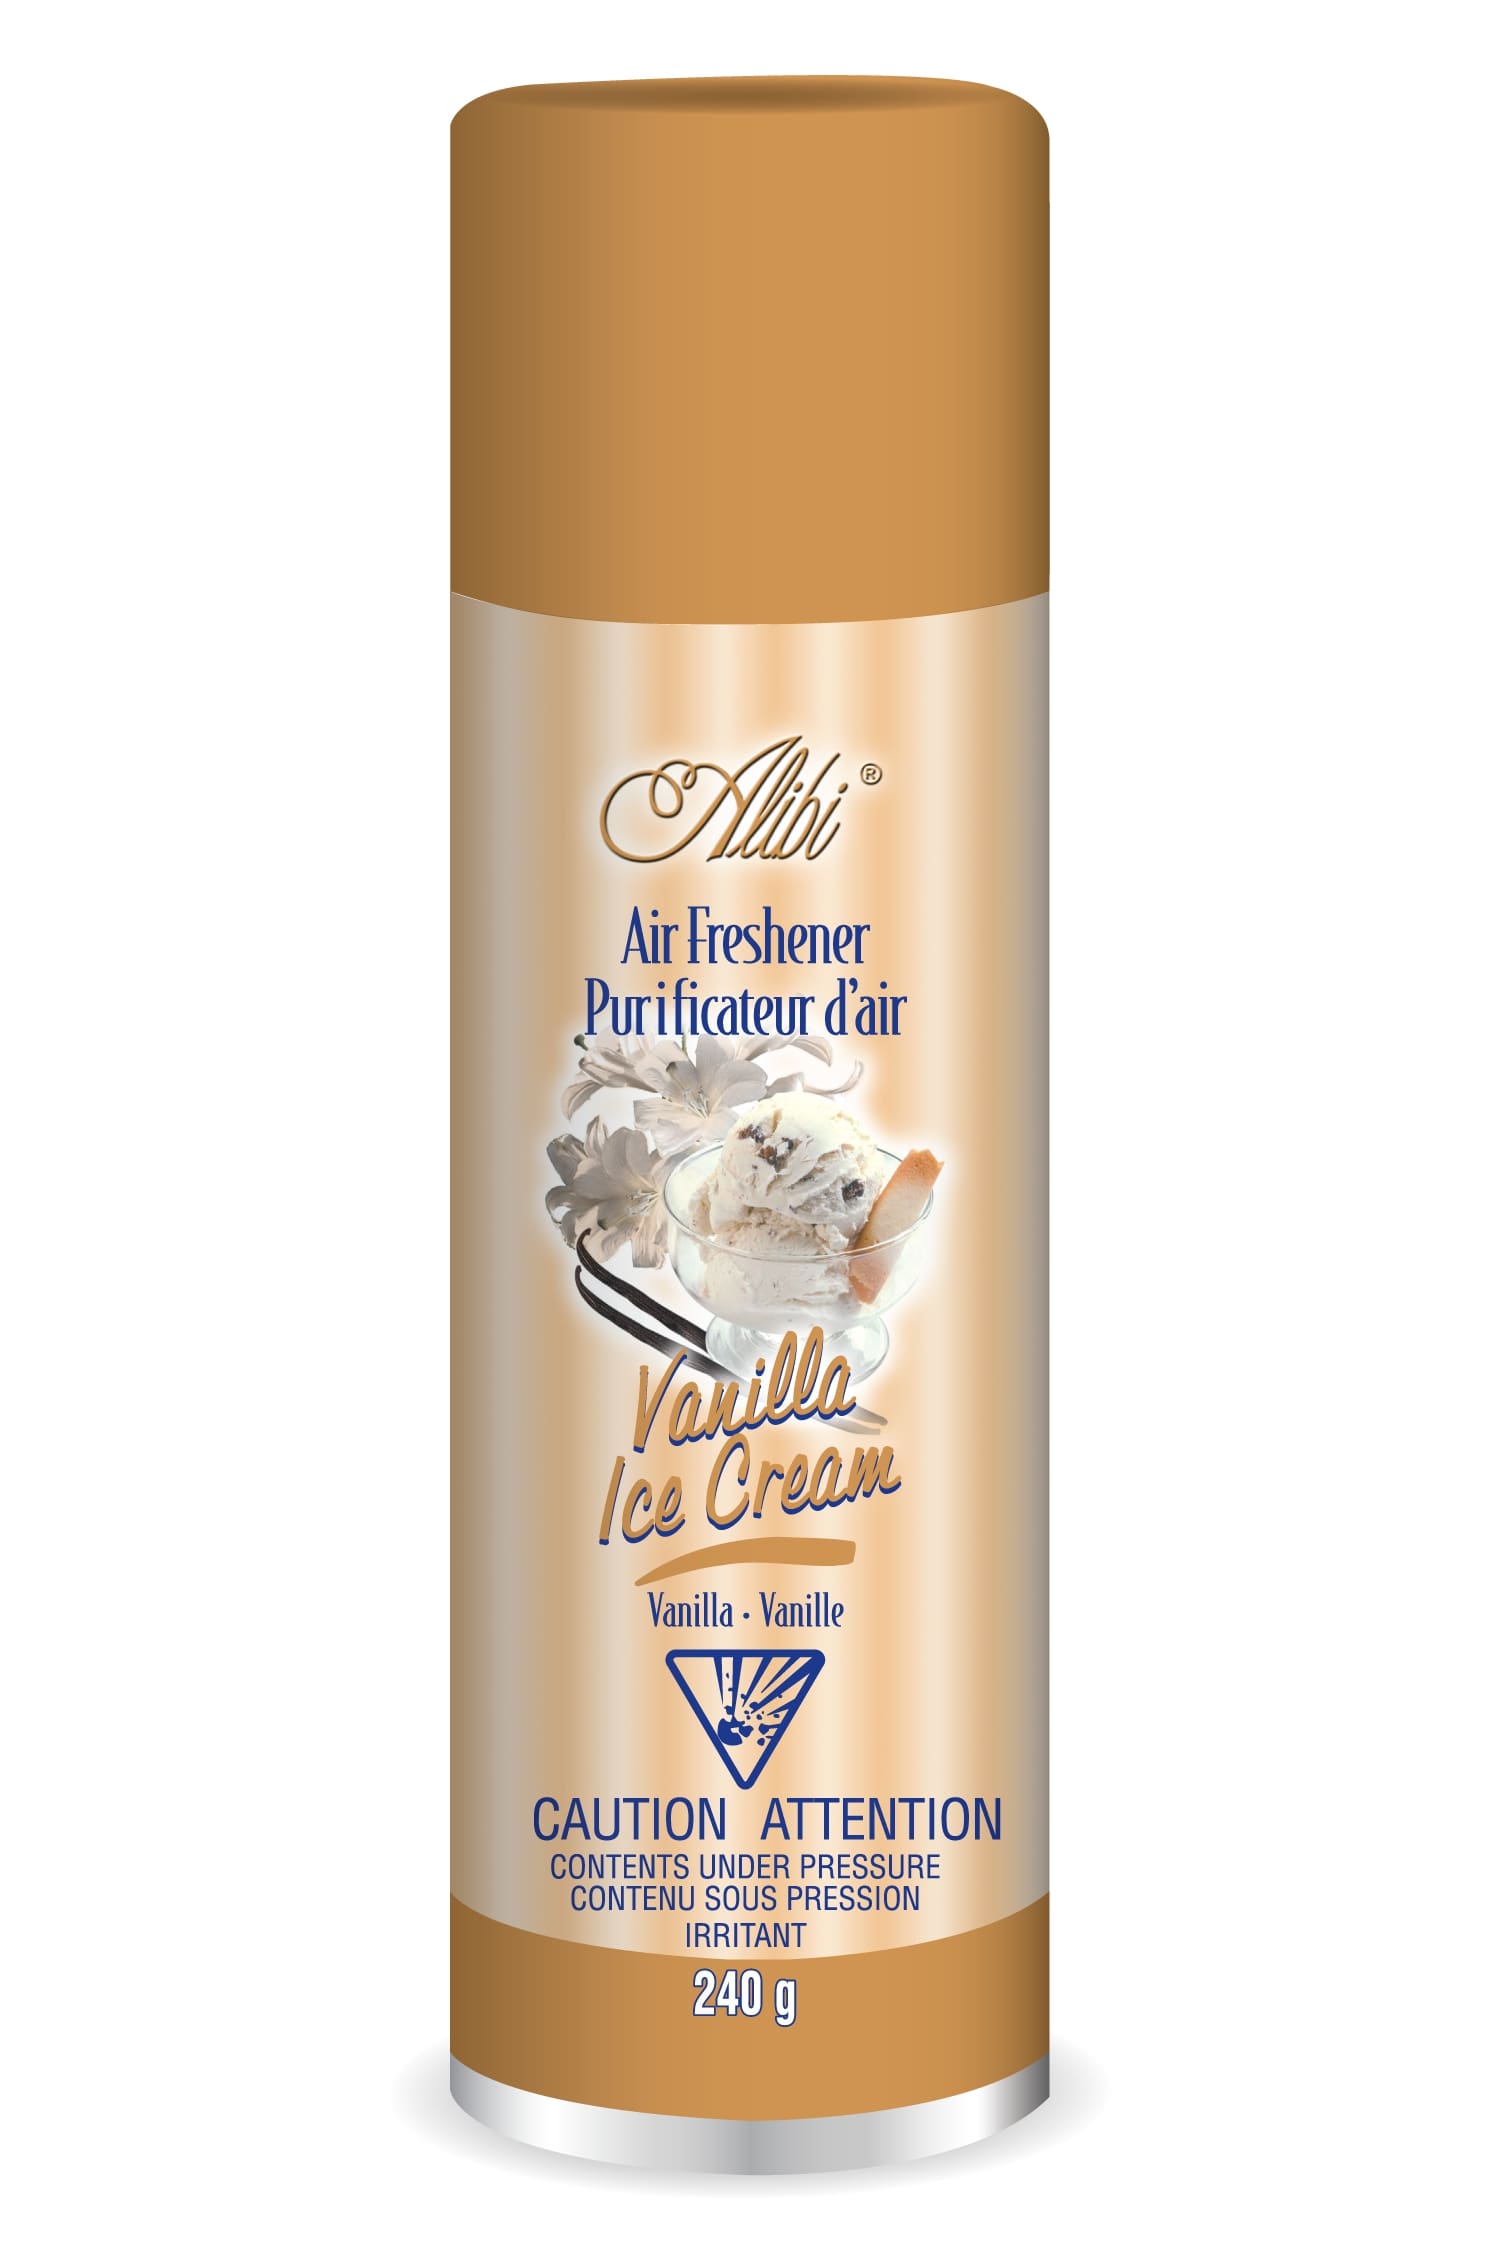 Alibi®
Air Freshener
Purificateur d'air
Vanilla
Ice Cream
Vanilla · Vanille
CAUTION ATTENTION
CONTENTS UNDER PRESSURE
CONTENU SOUS PRESSION
IRRITANT
240 g